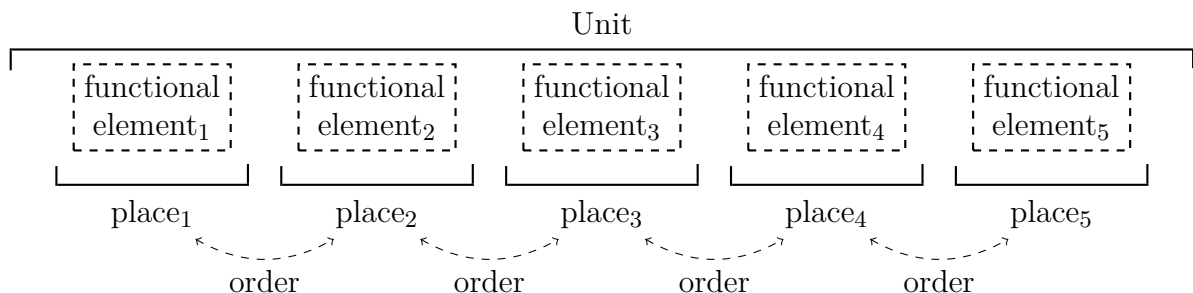 Unit
functional functional functional functional functional
element₁ element₂ element₃ element₄ element₅
place₁ place₂ place₃ place₄ place₅
order order order order